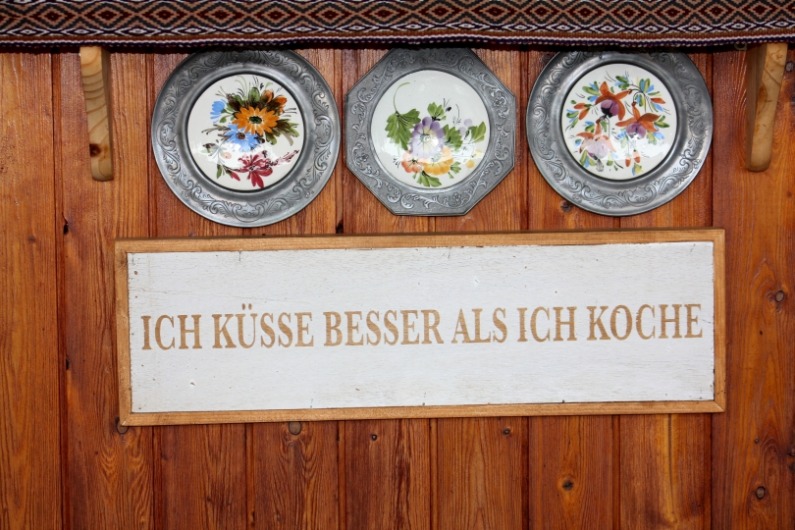 ICH KÜSSE BESSER ALS ICH KOCHE